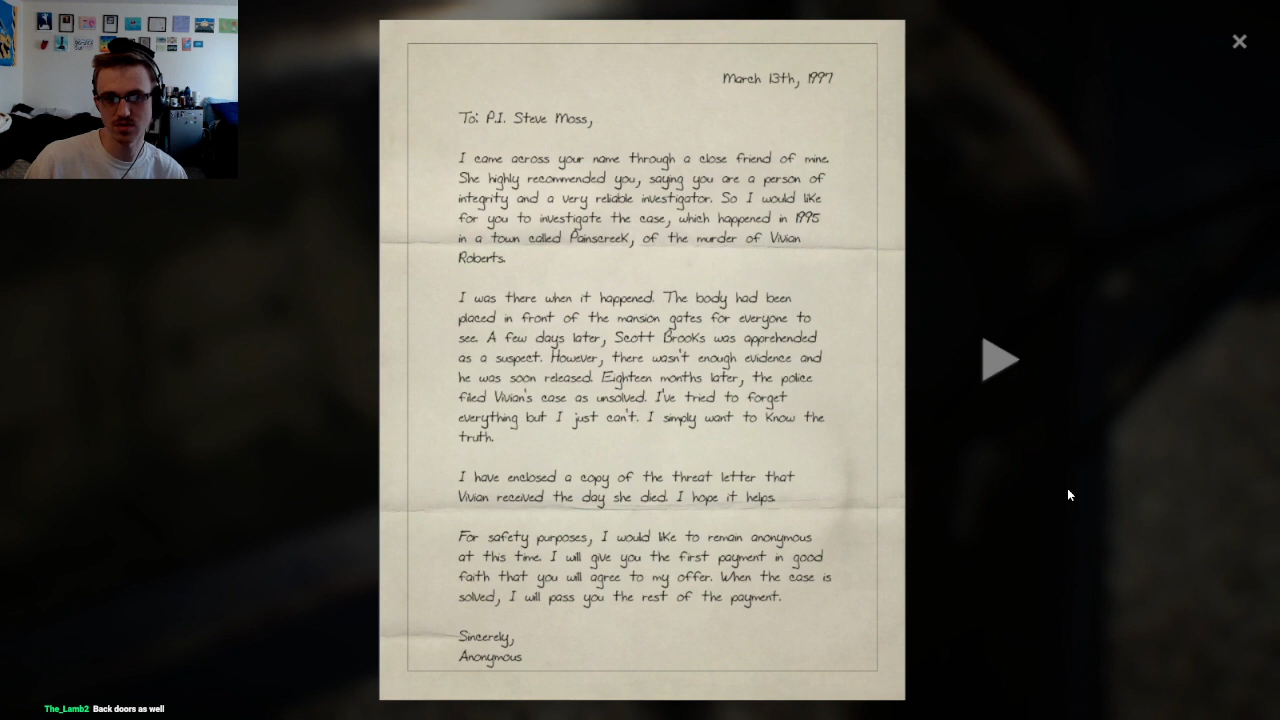 March 13th, 1997
To: P.I. Steve Moss,
I came across your name through a close friend of mine.
She highly recommended you, saying you are a person of
integrity and a very reliable investigator. So I would like
for you to investigate the case, which happened in 1995
in a town called Painscreek, of the murder of Vivian
Roberts.
I was there when it happened. The body had been
placed in front of the mansion gates for everyone to
see. A few days later, Scott Brooks was apprehended
as a suspect. However, there wasn't enough evidence and
he was soon released. Eighteen months later, the police
filed Vivian's case as unsolved. I've tried to forget
everything but I just can't. I simply want to know the
truth.
I have enclosed a copy of the threat letter that
Vivian received the day she died. I hope it helps.
For safety purposes, I would like to remain anonymous
at this time. I will give you the first payment in good
faith that you will agree to my offer. When the case is
solved, I will pass you the rest of the payment.
Sincerely,
Anonymous
The_Lamb2 Back doors as well